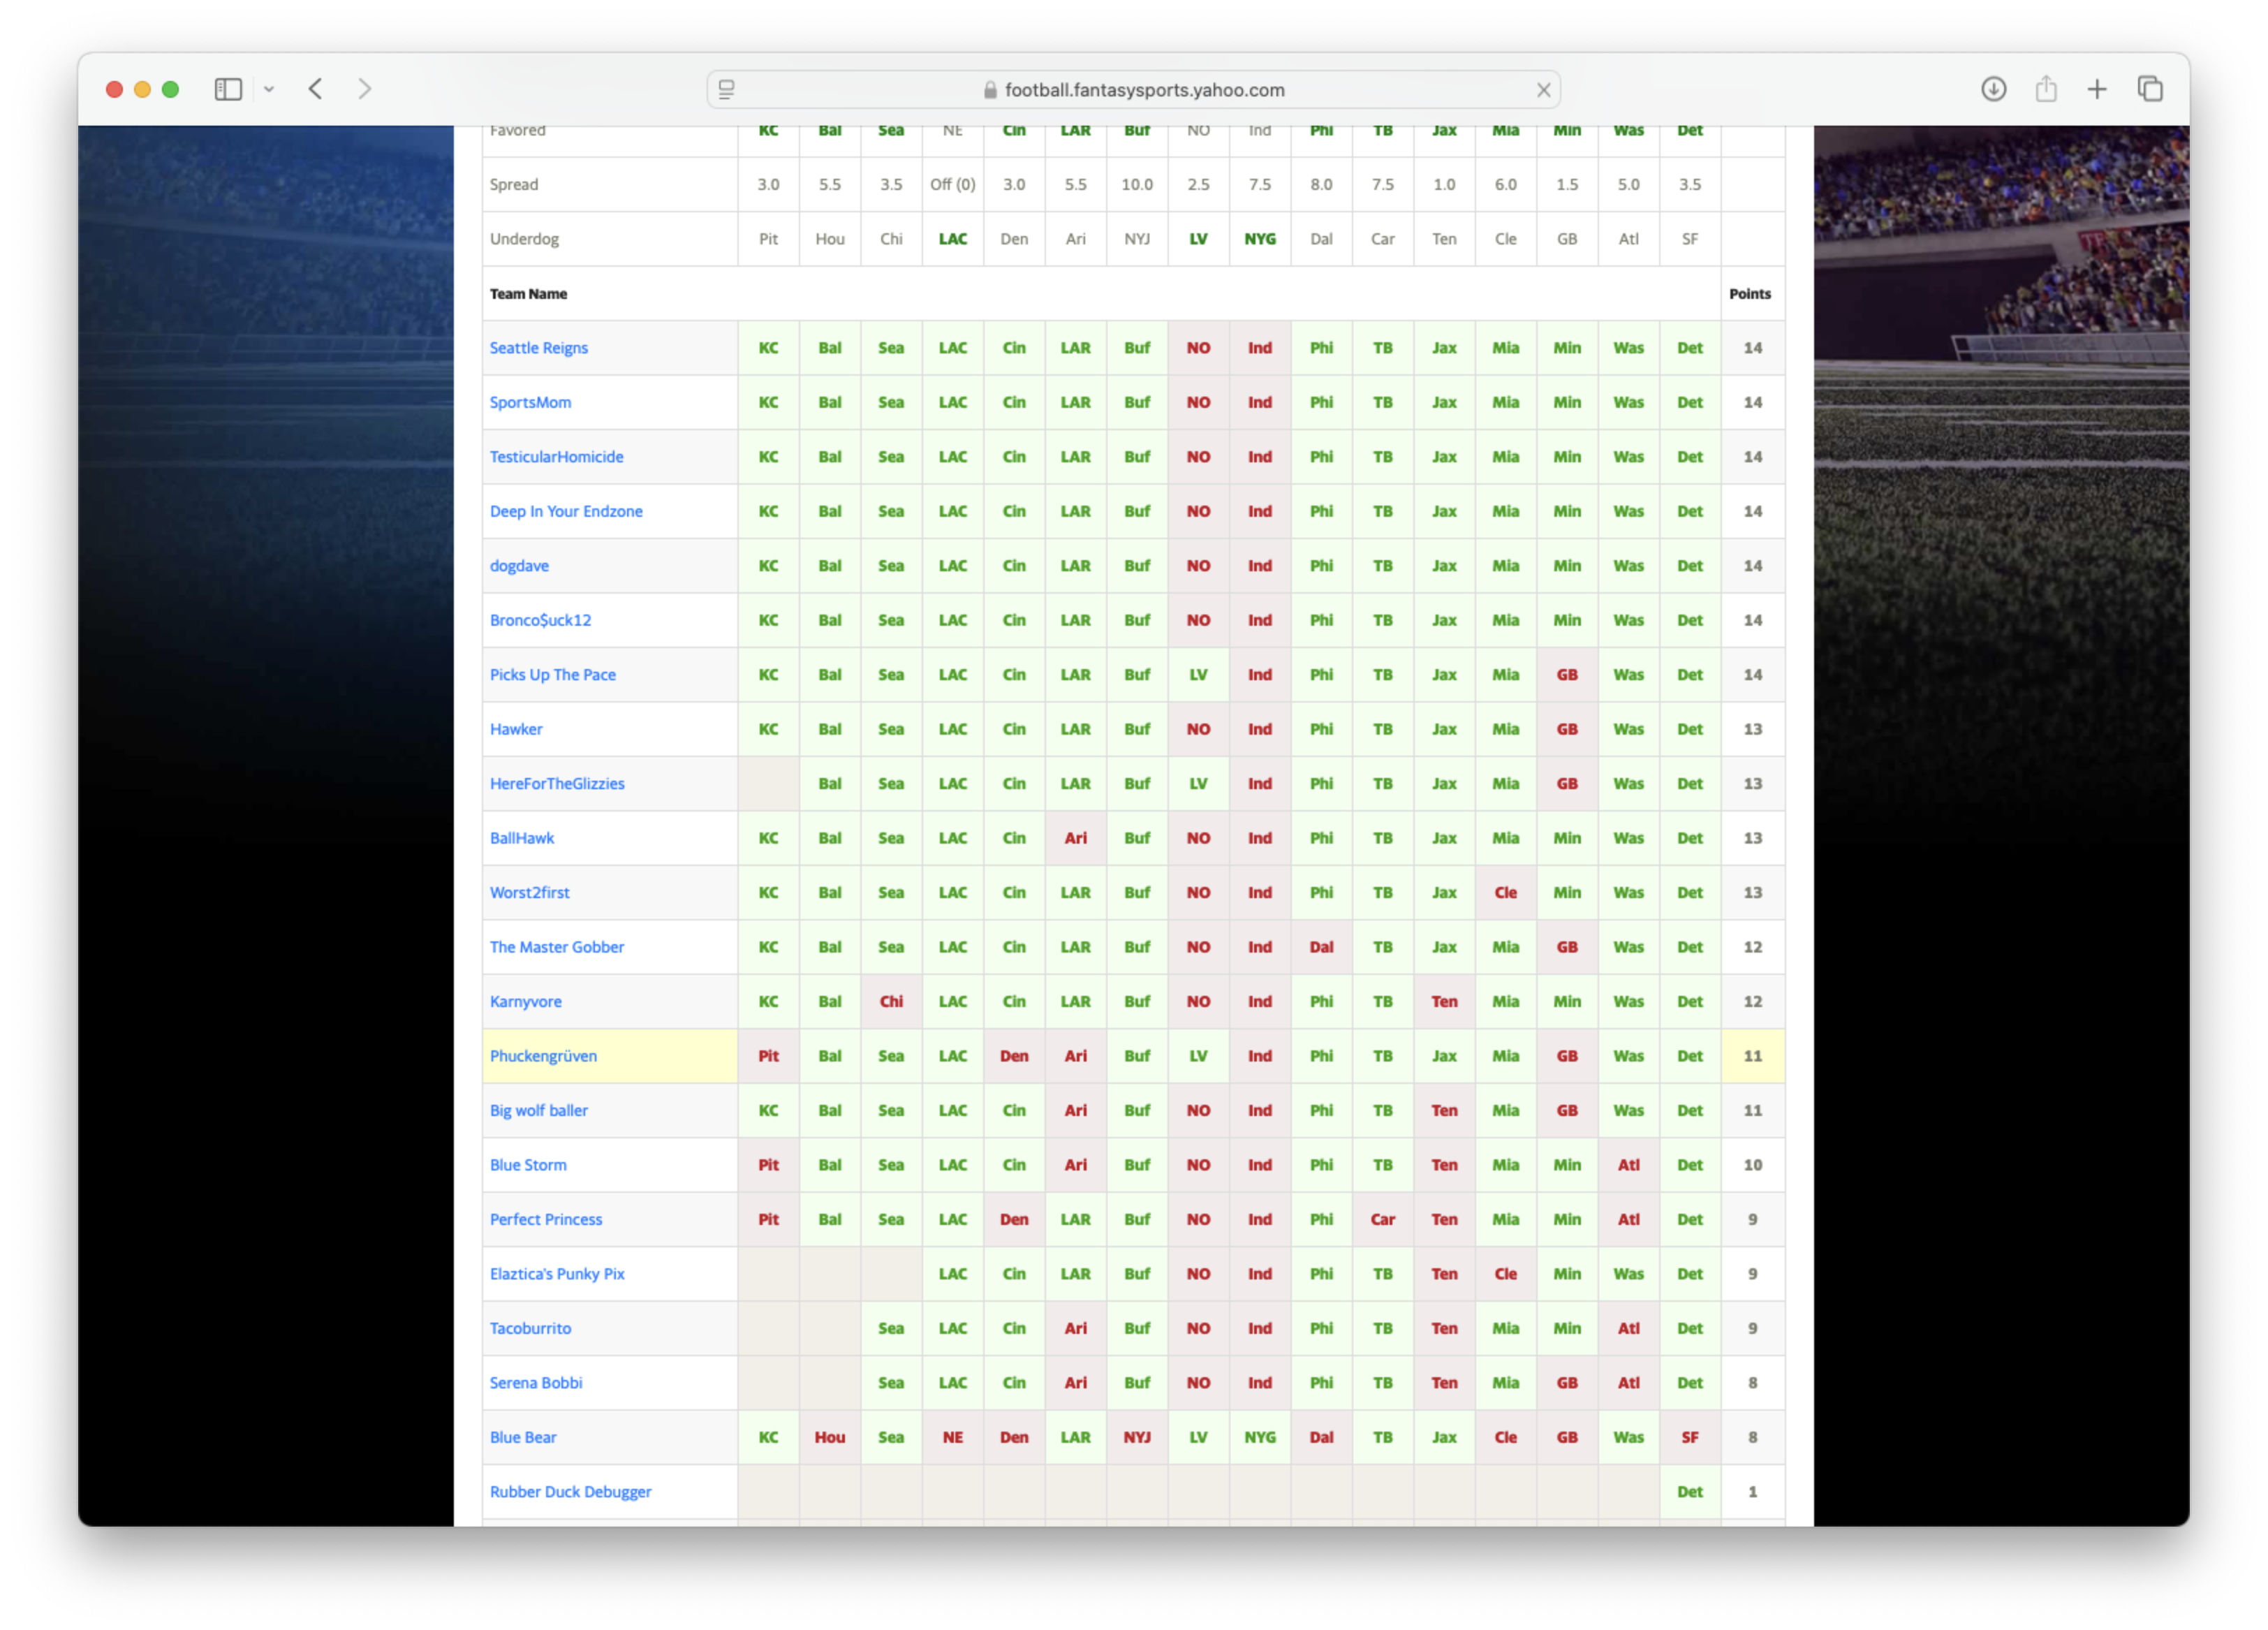 football.fantasysports.yahoo.com
Favored KC Bal Sea NE Cin LAR Buf NO Ind Phi TB Jax Mia Min Was Det
Spread 3.0 5.5 3.5 Off (0) 3.0 5.5 10.0 2.5 7.5 8.0 7.5 1.0 6.0 1.5 5.0 3.5
Underdog Pit Hou Chi LAC Den Ari NYJ LV NYG Dal Car Ten Cle GB Atl SF
Team Name Points
Seattle Reigns KC Bal Sea LAC Cin LAR Buf NO Ind Phi TB Jax Mia Min Was Det 14
SportsMom KC Bal Sea LAC Cin LAR Buf NO Ind Phi TB Jax Mia Min Was Det 14
TesticularHomicide KC Bal Sea LAC Cin LAR Buf NO Ind Phi TB Jax Mia Min Was Det 14
Deep In Your Endzone KC Bal Sea LAC Cin LAR Buf NO Ind Phi TB Jax Mia Min Was Det 14
dogdave KC Bal Sea LAC Cin LAR Buf NO Ind Phi TB Jax Mia Min Was Det 14
Bronco$uck12 KC Bal Sea LAC Cin LAR Buf NO Ind Phi TB Jax Mia Min Was Det 14
Picks Up The Pace KC Bal Sea LAC Cin LAR Buf LV Ind Phi TB Jax Mia GB Was Det 14
Hawker KC Bal Sea LAC Cin LAR Buf NO Ind Phi TB Jax Mia GB Was Det 13
HereForTheGlizzies Bal Sea LAC Cin LAR Buf LV Ind Phi TB Jax Mia GB Was Det 13
BallHawk KC Bal Sea LAC Cin Ari Buf NO Ind Phi TB Jax Mia Min Was Det 13
Worst2first KC Bal Sea LAC Cin LAR Buf NO Ind Phi TB Jax Cle Min Was Det 13
The Master Gobber KC Bal Sea LAC Cin LAR Buf NO Ind Dal TB Jax Mia GB Was Det 12
Karnyvore KC Bal Chi LAC Cin LAR Buf NO Ind Phi TB Ten Mia Min Was Det 12
Phuckengrüven Pit Bal Sea LAC Den Ari Buf LV Ind Phi TB Jax Mia GB Was Det 11
Big wolf baller KC Bal Sea LAC Cin Ari Buf NO Ind Phi TB Ten Mia GB Was Det 11
Blue Storm Pit Bal Sea LAC Cin Ari Buf NO Ind Phi TB Ten Mia Min Atl Det 10
Perfect Princess Pit Bal Sea LAC Den LAR Buf NO Ind Phi Car Ten Mia Min Atl Det 9
Elaztica's Punky Pix LAC Cin LAR Buf NO Ind Phi TB Ten Cle Min Was Det 9
Tacoburrito Sea LAC Cin Ari Buf NO Ind Phi TB Ten Mia Min Atl Det 9
Serena Bobbi Sea LAC Cin Ari Buf NO Ind Phi TB Ten Mia GB Atl Det 8
Blue Bear KC Hou Sea NE Den LAR NYJ LV NYG Dal TB Jax Cle GB Was SF 8
Rubber Duck Debugger Det 1